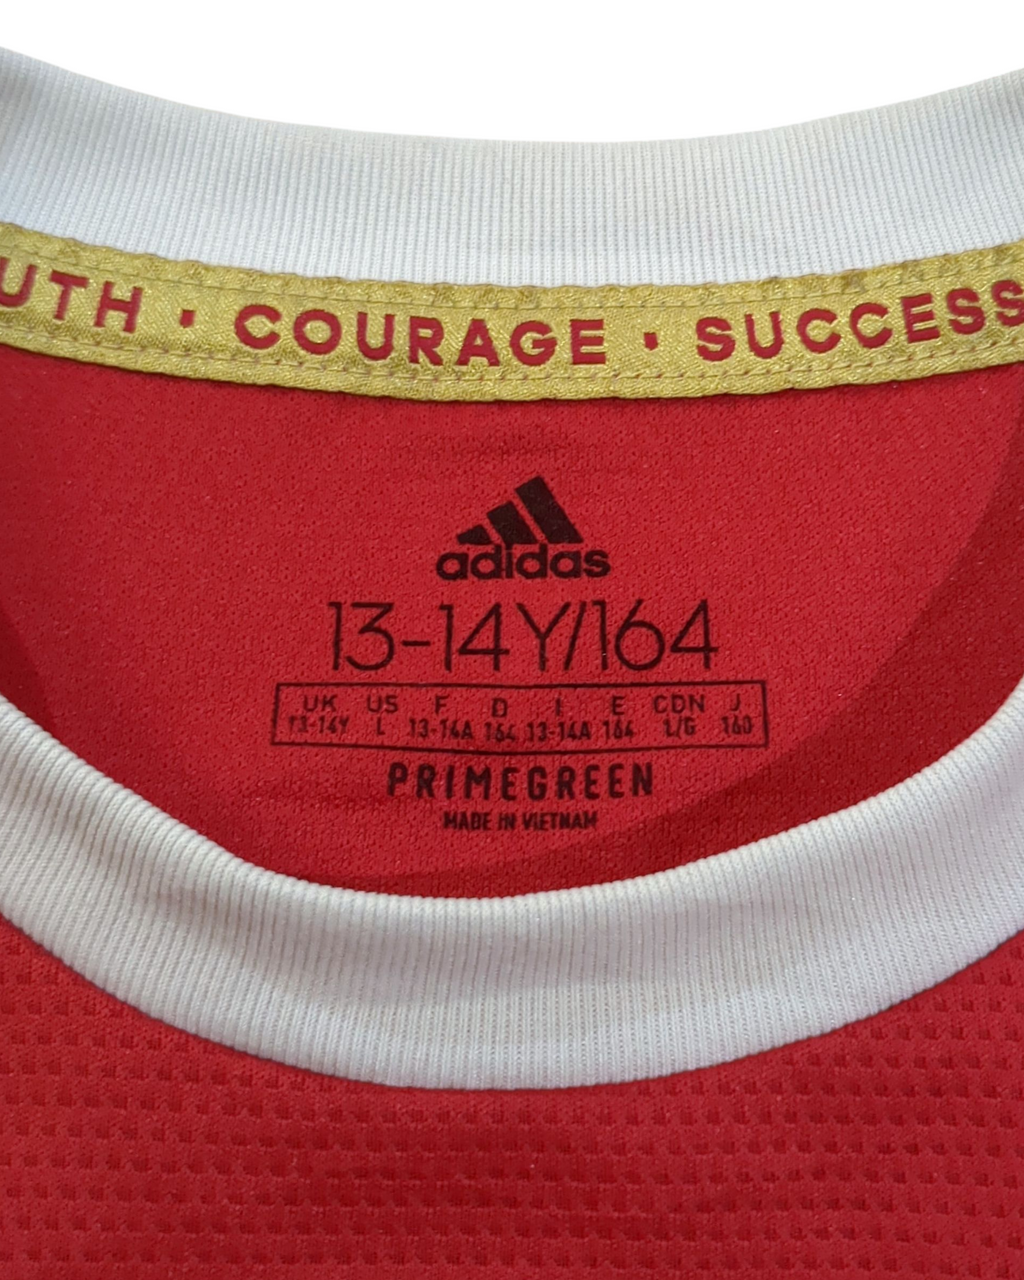 UTH · COURAGE · SUCCESS
adidas
13-14Y/164
UK US F D I E CDN J
13-14Y L 13-14A 164 13-14A 164 L/G 160
PRIMEGREEN
MADE IN VIETNAM